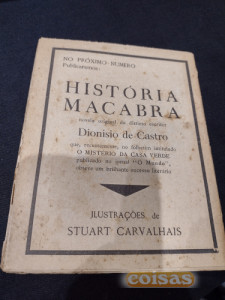 NO PRÓXIMO NÚMERO
Publicaremos:
HISTÓRIA
MACABRA
novela original do distinto escritor
Dionísio de Castro
que, recentemente, no folhetim intitulado
O MISTÉRIO DA CASA VERDE
publicado no jornal "O Mundo",
obteve um brilhante sucesso literário
ILUSTRAÇÕES, de
STUART CARVALHAIS
coisas